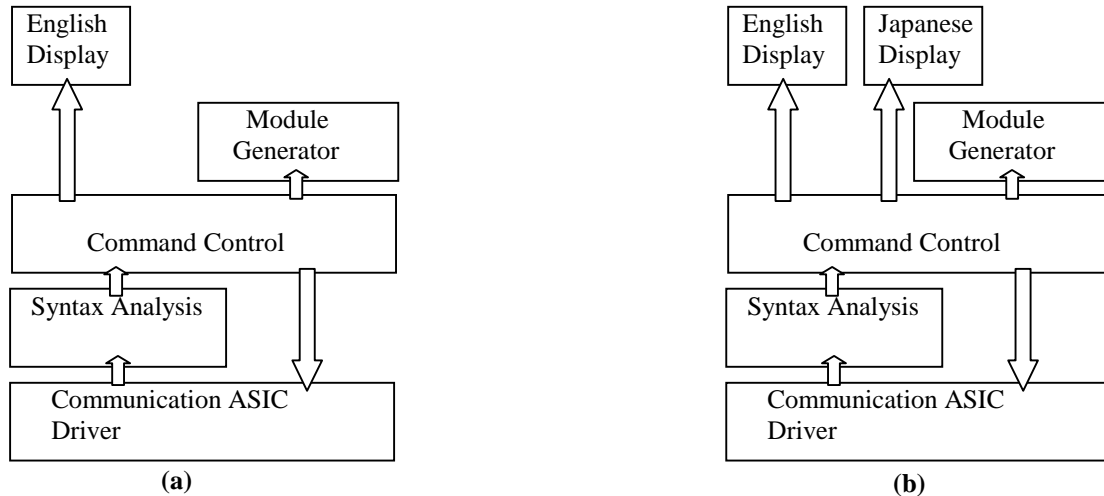 English
Display
Module
Generator
Command Control
Syntax Analysis
Communication ASIC
Driver
(a)
English
Display
Japanese
Display
Module
Generator
Command Control
Syntax Analysis
Communication ASIC
Driver
(b)